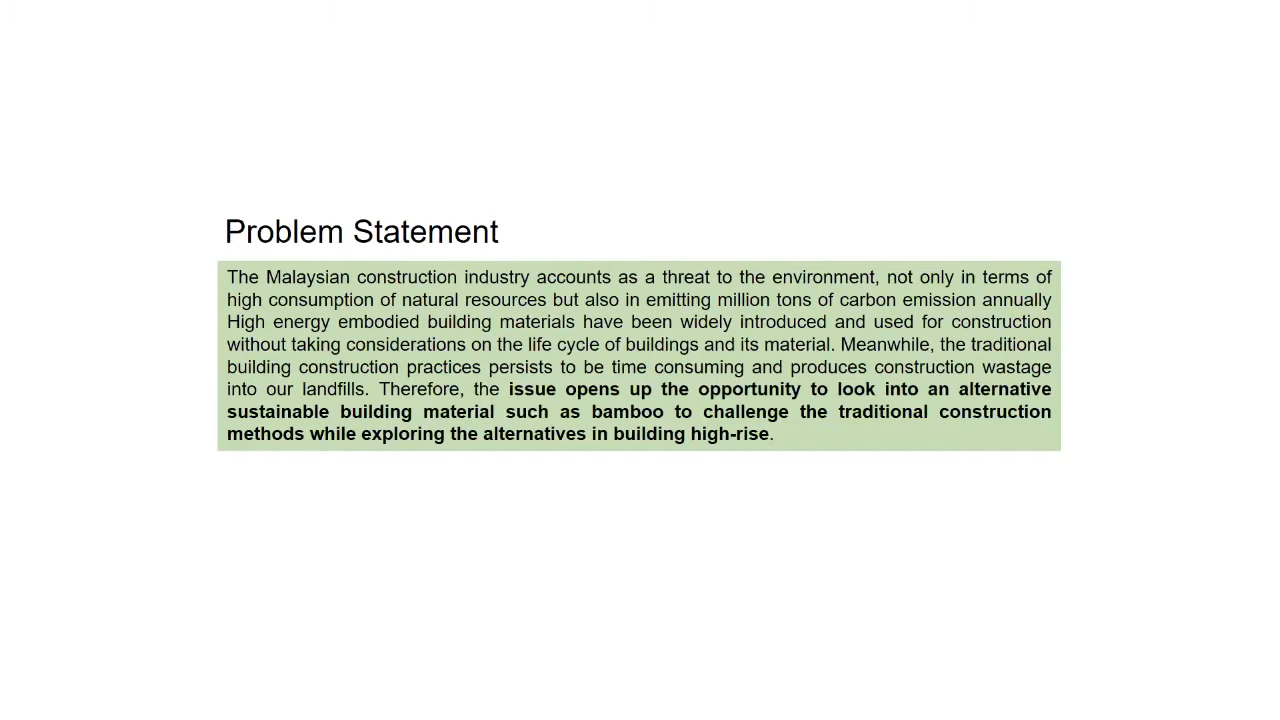 Problem Statement
The Malaysian construction industry accounts as a threat to the environment, not only in terms of
high consumption of natural resources but also in emitting million tons of carbon emission annually
High energy embodied building materials have been widely introduced and used for construction
without taking considerations on the life cycle of buildings and its material. Meanwhile, the traditional
building construction practices persists to be time consuming and produces construction wastage
into our landfills. Therefore, the issue opens up the opportunity to look into an alternative
sustainable building material such as bamboo to challenge the traditional construction
methods while exploring the alternatives in building high-rise.